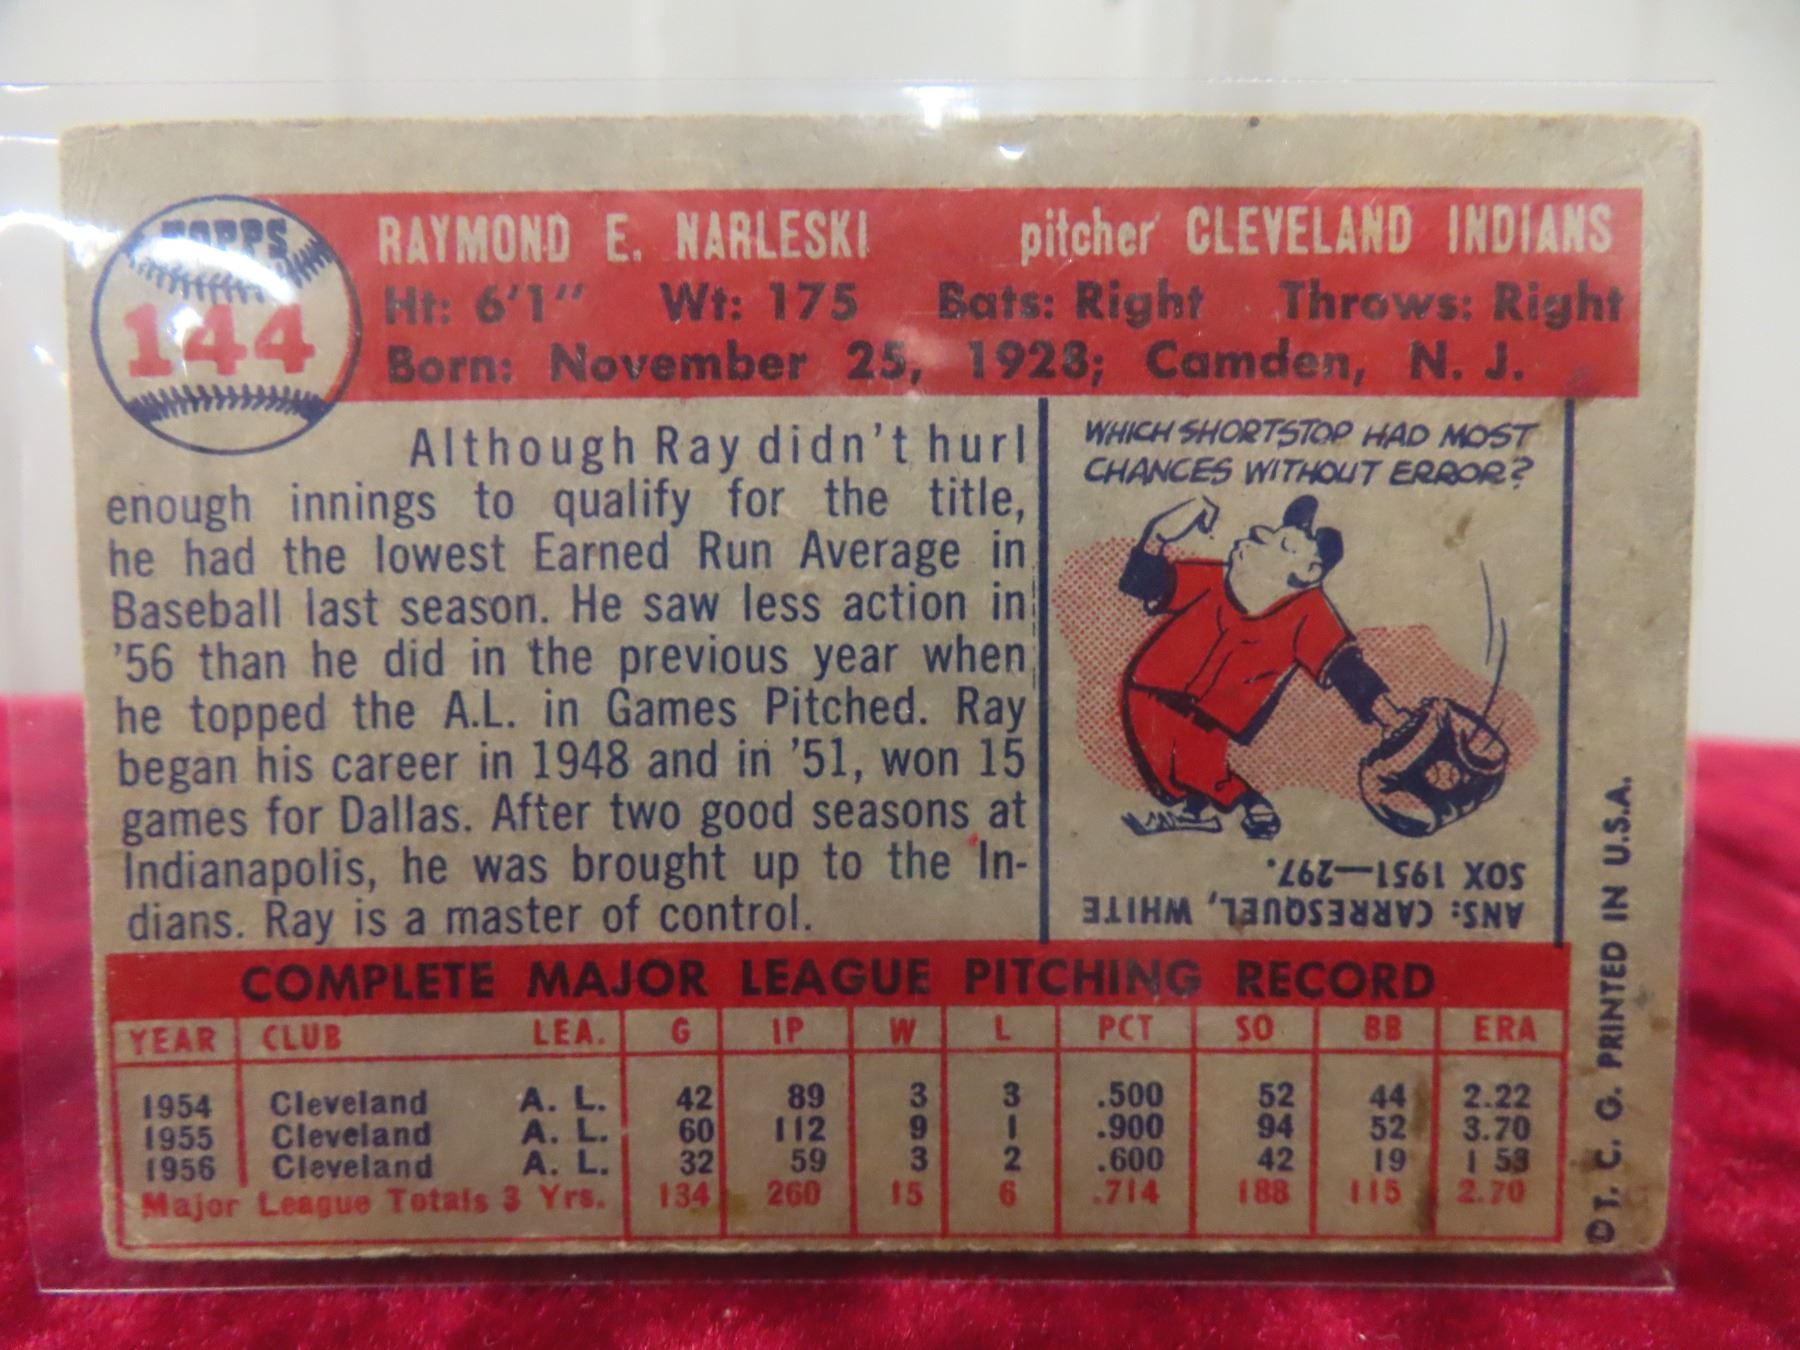 TOPPS
144
RAYMOND E. NARLESKI pitcher CLEVELAND INDIANS
Ht: 6'1" Wt: 175 Bats: Right Throws: Right
Born: November 25, 1928; Camden, N. J.
Although Ray didn't hurl
enough innings to qualify for the title,
he had the lowest Earned Run Average in
Baseball last season. He saw less action in
'56 than he did in the previous year when
he topped the A.L. in Games Pitched. Ray
began his career in 1948 and in '51, won 15
games for Dallas. After two good seasons at
Indianapolis, he was brought up to the In-
dians. Ray is a master of control.
WHICH SHORTSTOP HAD MOST
CHANCES WITHOUT ERROR?
ANS: CARRESQUEL, WHITE
SOX 1951—297.
COMPLETE MAJOR LEAGUE PITCHING RECORD
YEAR CLUB LEA. G IP W L PCT SO BB ERA
1954 Cleveland A. L. 42 89 3 3 .500 52 44 2.22
1955 Cleveland A. L. 60 112 9 1 .900 94 52 3.70
1956 Cleveland A. L. 32 59 3 2 .600 42 19 1 53
Major League Totals 3 Yrs. 134 260 15 6 .714 188 115 2.70
©T. C. G. PRINTED IN U.S.A.